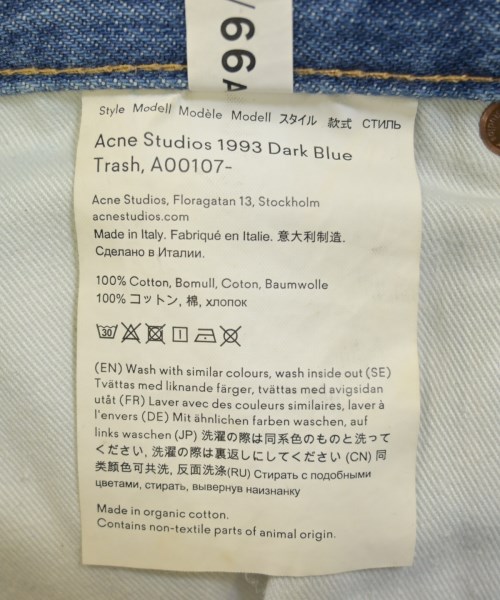 /66A
Style Modell Modèle Modell スタイル 款式 СТИЛЬ
Acne Studios 1993 Dark Blue
Trash, A00107-
Acne Studios, Floragatan 13, Stockholm
acnestudios.com
Made in Italy. Fabriqué en Italie. 意大利制造.
Сделано в Италии.
100% Cotton, Bomull, Coton, Baumwolle
100% コットン, 棉, хлопок
30
(EN) Wash with similar colours, wash inside out (SE)
Tvättas med liknande färger, tvättas med avigsidan
utåt (FR) Laver avec des couleurs similaires, laver à
l'envers (DE) Mit ähnlichen farben waschen, auf
links waschen (JP) 洗濯の際は同系色のものと洗って
ください, 洗濯の際は裏返しにしてください (CN) 同
类颜色可共洗, 反面洗涤(RU) Стирать с подобными
цветами, стирать, вывернув наизнанку
Made in organic cotton.
Contains non-textile parts of animal origin.